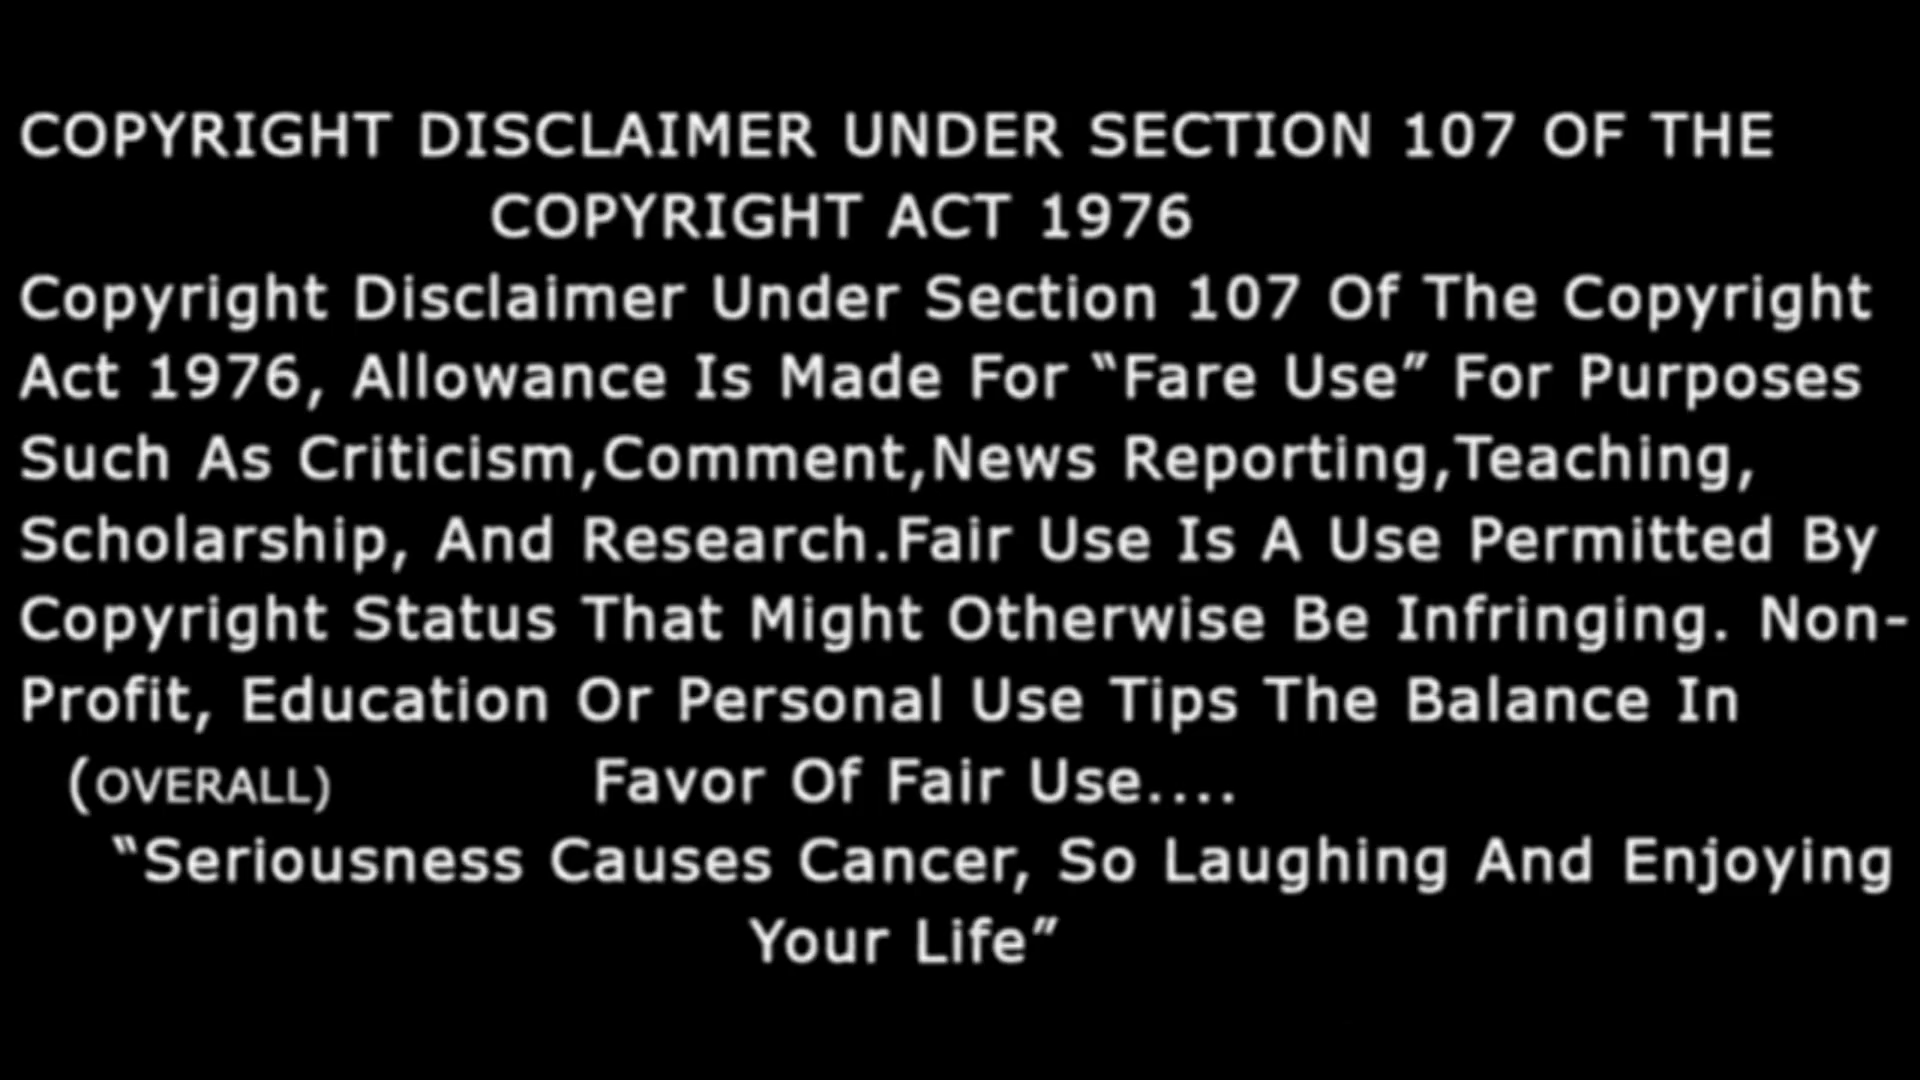 COPYRIGHT DISCLAIMER UNDER SECTION 107 OF THE
COPYRIGHT ACT 1976
Copyright Disclaimer Under Section 107 Of The Copyright
Act 1976, Allowance Is Made For “Fare Use” For Purposes
Such As Criticism,Comment,News Reporting,Teaching,
Scholarship, And Research.Fair Use Is A Use Permitted By
Copyright Status That Might Otherwise Be Infringing. Non-
Profit, Education Or Personal Use Tips The Balance In
(OVERALL) Favor Of Fair Use....
“Seriousness Causes Cancer, So Laughing And Enjoying
Your Life”